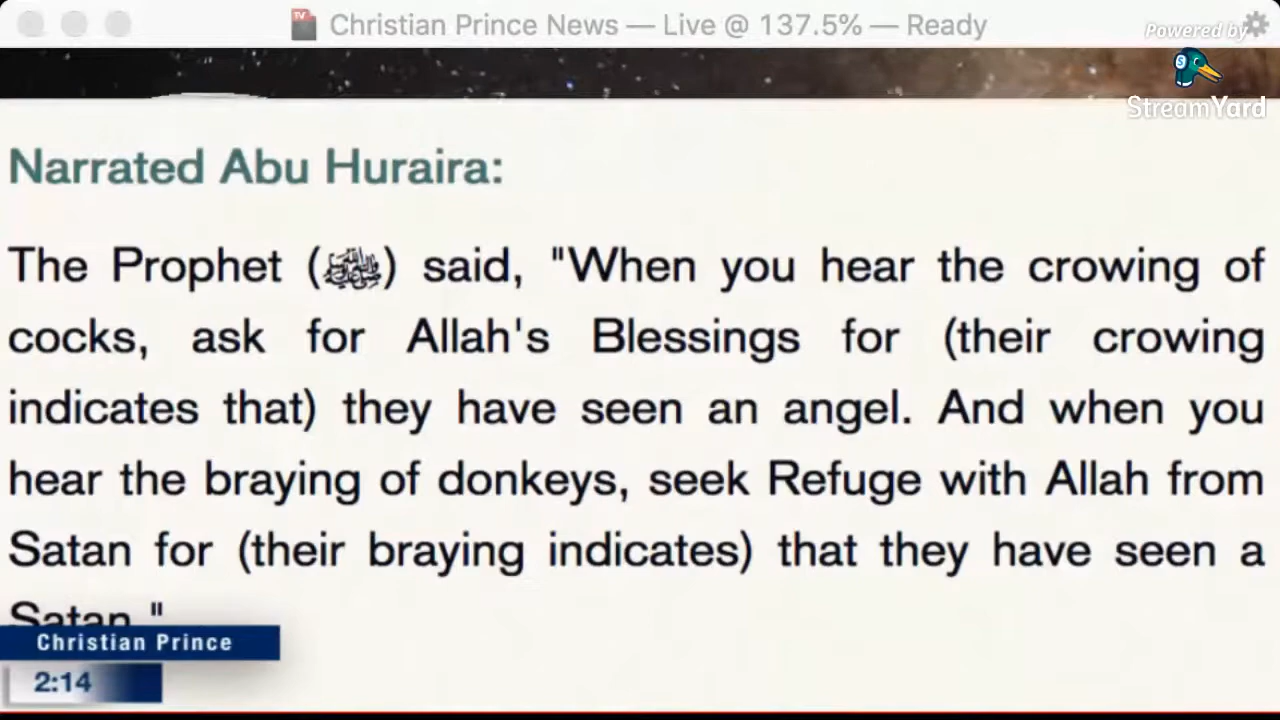 Christian Prince News — Live @ 137.5% — Ready
Powered by
StreamYard
Narrated Abu Huraira:
The Prophet (ﷺ) said, "When you hear the crowing of
cocks, ask for Allah's Blessings for (their crowing
indicates that) they have seen an angel. And when you
hear the braying of donkeys, seek Refuge with Allah from
Satan for (their braying indicates) that they have seen a
Satan."
Christian Prince
2:14